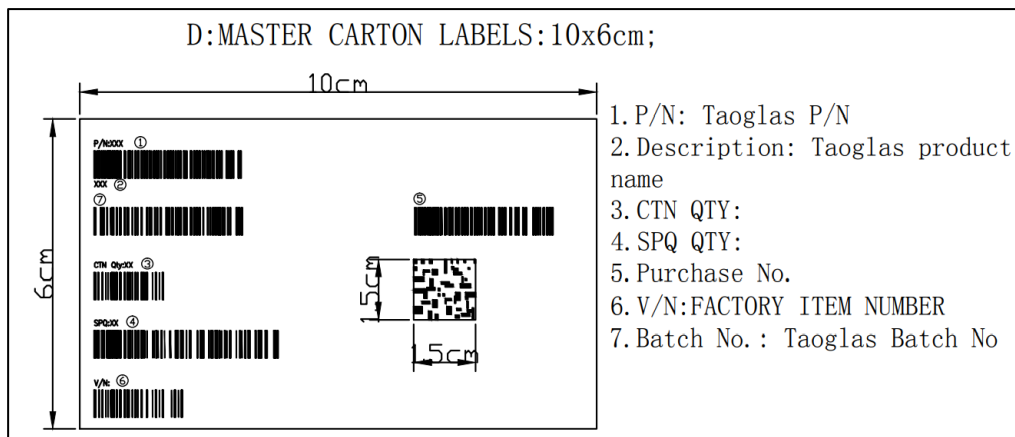 D:MASTER CARTON LABELS:10x6cm;
10cm
6cm
P/N:XXX ①
XXX ②
⑦
⑤
CTN Qty:XX ③
SPQ:XX ④
V/N: ⑥
1.5cm
1.5cm
1.P/N: Taoglas P/N
2.Description: Taoglas product
name
3.CTN QTY:
4.SPQ QTY:
5.Purchase No.
6.V/N:FACTORY ITEM NUMBER
7.Batch No.: Taoglas Batch No